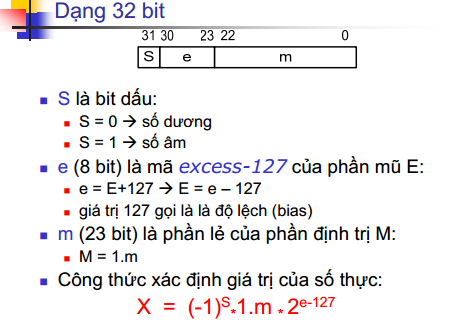 Dạng 32 bit
31 30 23 22 0
S e m
S là bit dấu:
S = 0 → số dương
S = 1 → số âm
e (8 bit) là mã excess-127 của phần mũ E:
e = E+127 → E = e – 127
giá trị 127 gọi là là độ lệch (bias)
m (23 bit) là phần lẻ của phần định trị M:
M = 1.m
Công thức xác định giá trị của số thực:
X = (-1)^S*1.m * 2^e-127